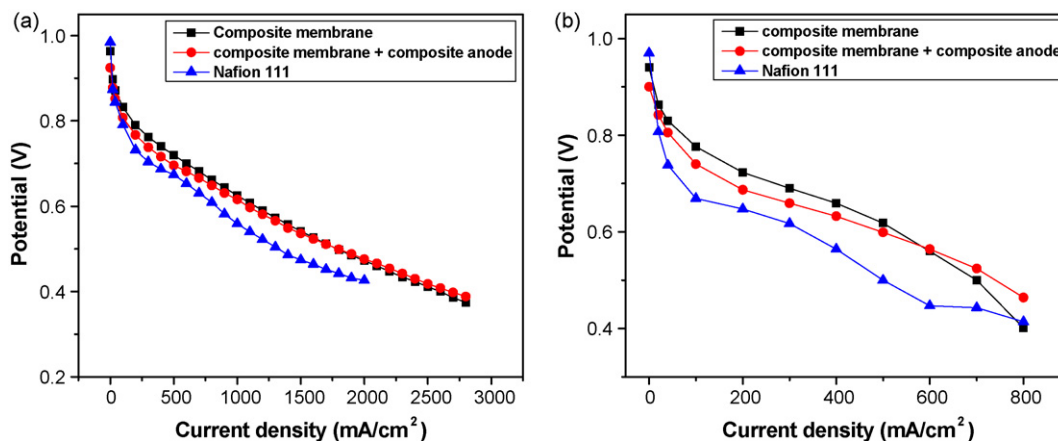 (a)
Composite membrane
composite membrane + composite anode
Nafion 111
Potential (V)
1.0
0.8
0.6
0.4
0.2
0 500 1000 1500 2000 2500 3000
Current density (mA/cm²)
(b)
composite membrane
composite membrane + composite anode
Nafion 111
Potential (V)
1.0
0.8
0.6
0.4
0 200 400 600 800
Current density (mA/cm²)